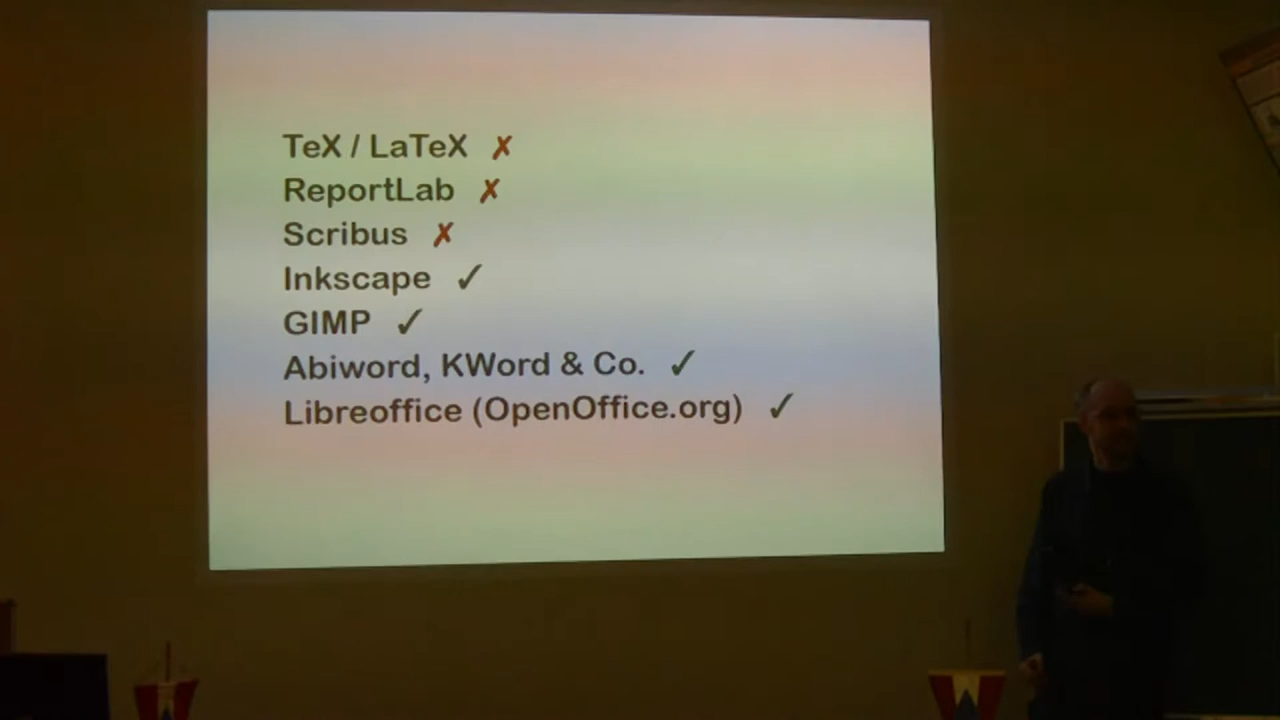 TeX / LaTeX ✗
ReportLab ✗
Scribus ✗
Inkscape ✓
GIMP ✓
Abiword, KWord & Co. ✓
Libreoffice (OpenOffice.org) ✓